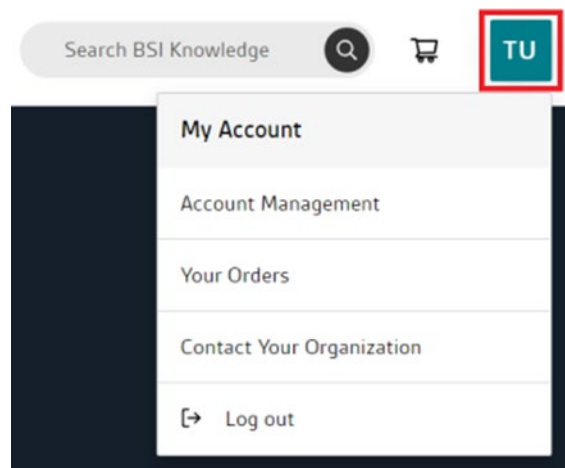 Search BSI Knowledge
TU
My Account
Account Management
Your Orders
Contact Your Organization
Log out